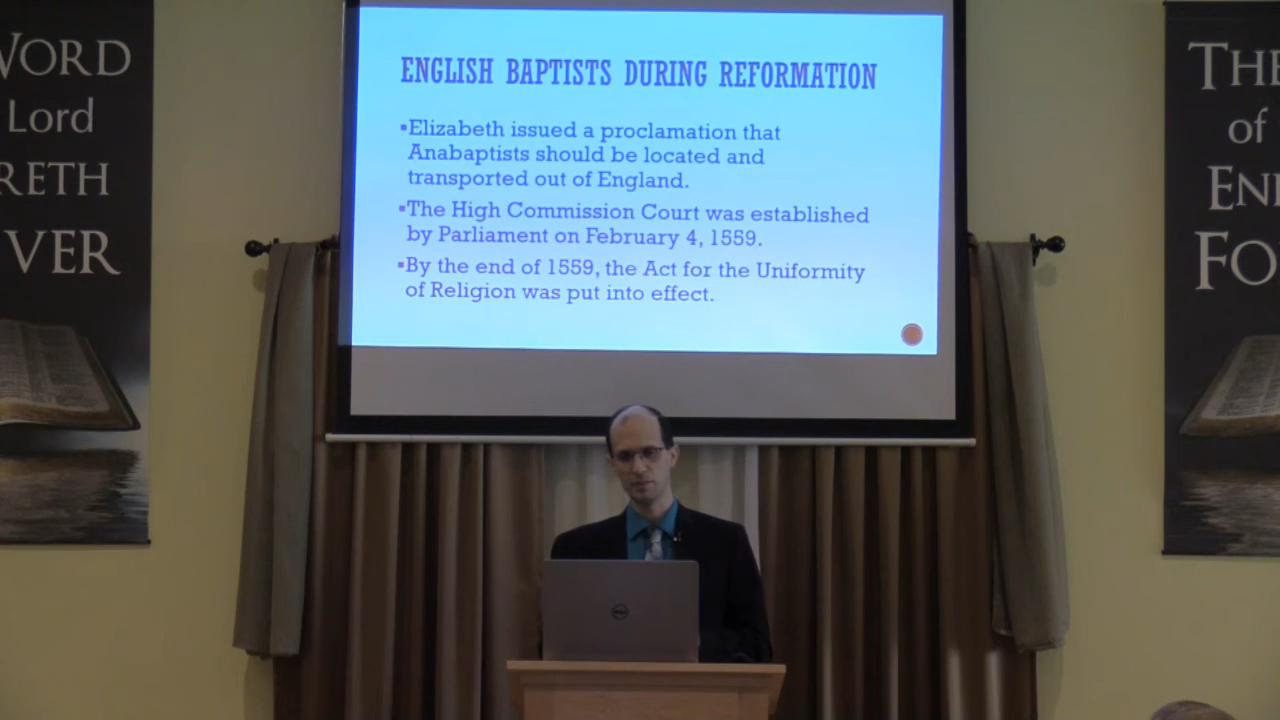 WORD
Lord
RETH
VER
ENGLISH BAPTISTS DURING REFORMATION
▪Elizabeth issued a proclamation that
Anabaptists should be located and
transported out of England.
▪The High Commission Court was established
by Parliament on February 4, 1559.
▪By the end of 1559, the Act for the Uniformity
of Religion was put into effect.
DELL
THE
of
EN
FO